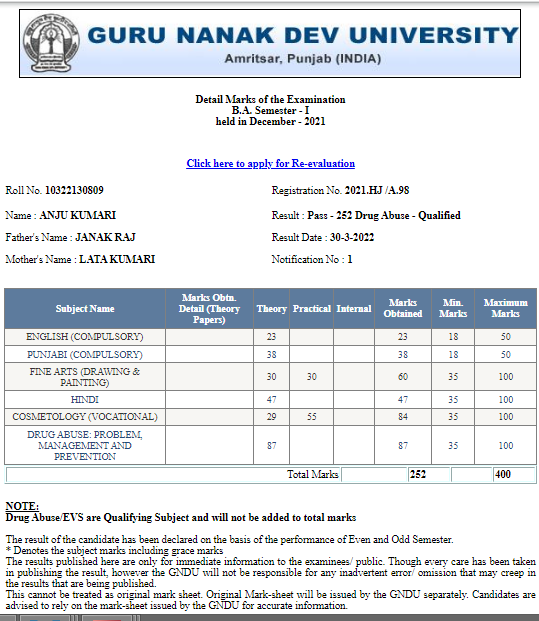 GURU NANAK DEV UNIVERSITY
Amritsar, Punjab (INDIA)
Detail Marks of the Examination
B.A. Semester - I
held in December - 2021
Click here to apply for Re-evaluation
Roll No. 10322130809 Registration No. 2021.HJ /A.98
Name : ANJU KUMARI Result : Pass - 252 Drug Abuse - Qualified
Father's Name : JANAK RAJ Result Date : 30-3-2022
Mother's Name : LATA KUMARI Notification No : 1
Subject Name Marks Obtn. Detail (Theory Papers) Theory Practical Internal Marks Obtained Min. Marks Maximum Marks
ENGLISH (COMPULSORY) 23 23 18 50
PUNJABI (COMPULSORY) 38 38 18 50
FINE ARTS (DRAWING & PAINTING) 30 30 60 35 100
HINDI 47 47 35 100
COSMETOLOGY (VOCATIONAL) 29 55 84 35 100
DRUG ABUSE: PROBLEM, MANAGEMENT AND PREVENTION 87 87 35 100
Total Marks 252 400
NOTE:
Drug Abuse/EVS are Qualifying Subject and will not be added to total marks
The result of the candidate has been declared on the basis of the performance of Even and Odd Semester.
* Denotes the subject marks including grace marks
The results published here are only for immediate information to the examinees/ public. Though every care has been taken
in publishing the result, however the GNDU will not be responsible for any inadvertent error/ omission that may creep in
the results that are being published.
This cannot be treated as original mark sheet. Original Mark-sheet will be issued by the GNDU separately. Candidates are
advised to rely on the mark-sheet issued by the GNDU for accurate information.